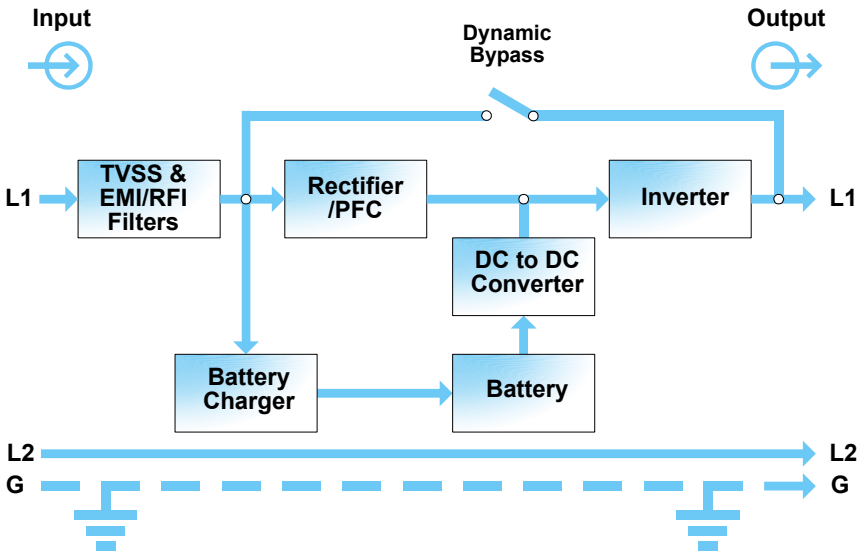 Input
Output
Dynamic
Bypass
L1
TVSS &
EMI/RFI
Filters
Rectifier
/PFC
Inverter
L1
DC to DC
Converter
Battery
Charger
Battery
L2
L2
G
G